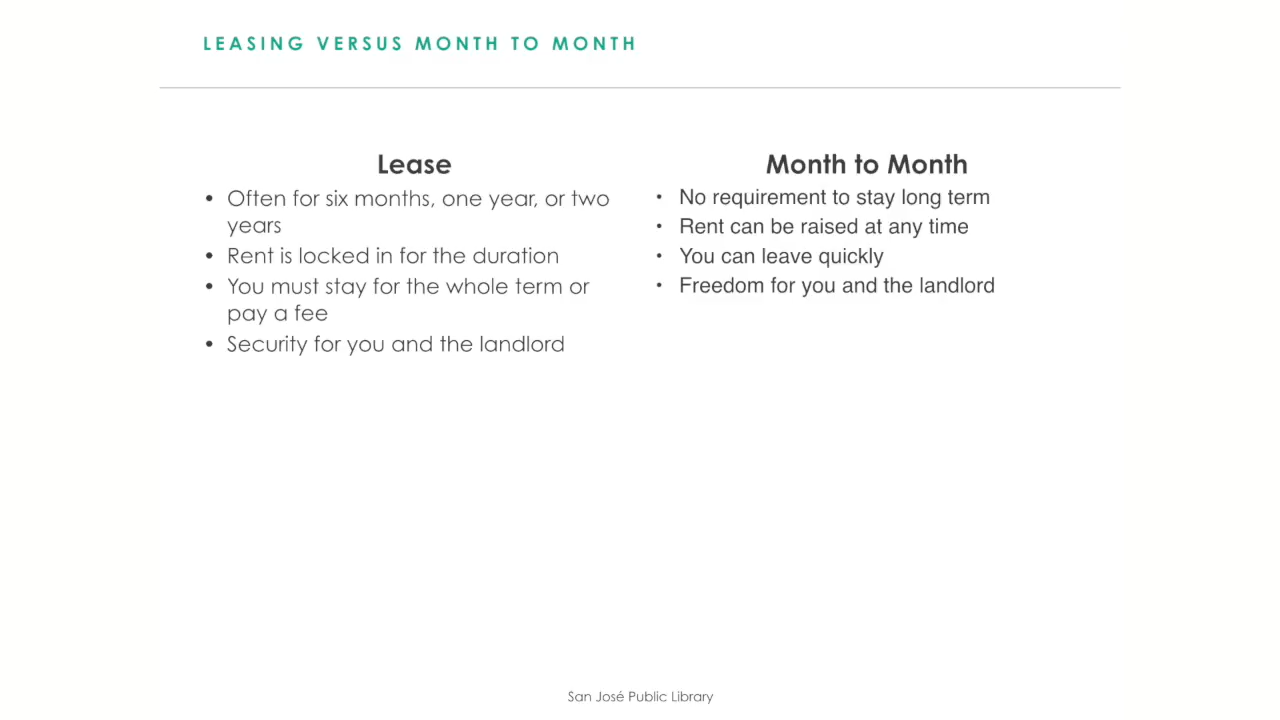 LEASING VERSUS MONTH TO MONTH
Lease
• Often for six months, one year, or two
years
• Rent is locked in for the duration
• You must stay for the whole term or
pay a fee
• Security for you and the landlord
Month to Month
• No requirement to stay long term
• Rent can be raised at any time
• You can leave quickly
• Freedom for you and the landlord
San José Public Library